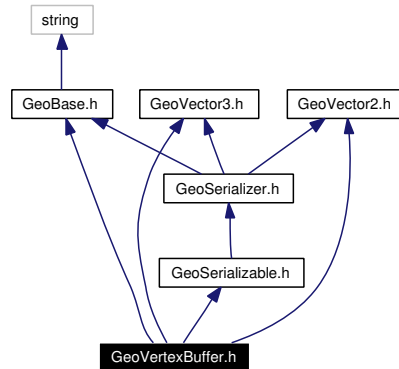 string
GeoBase.h
GeoVector3.h
GeoVector2.h
GeoSerializer.h
GeoSerializable.h
GeoVertexBuffer.h